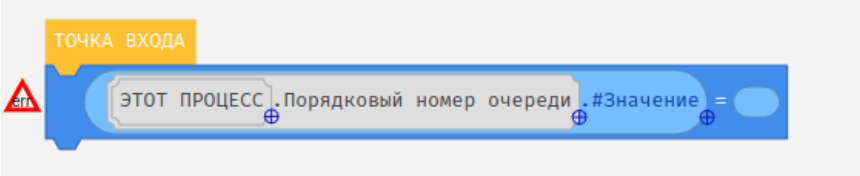 ТОЧКА ВХОДА
err ЭТОТ ПРОЦЕСС.Порядковый номер очереди.#Значение =